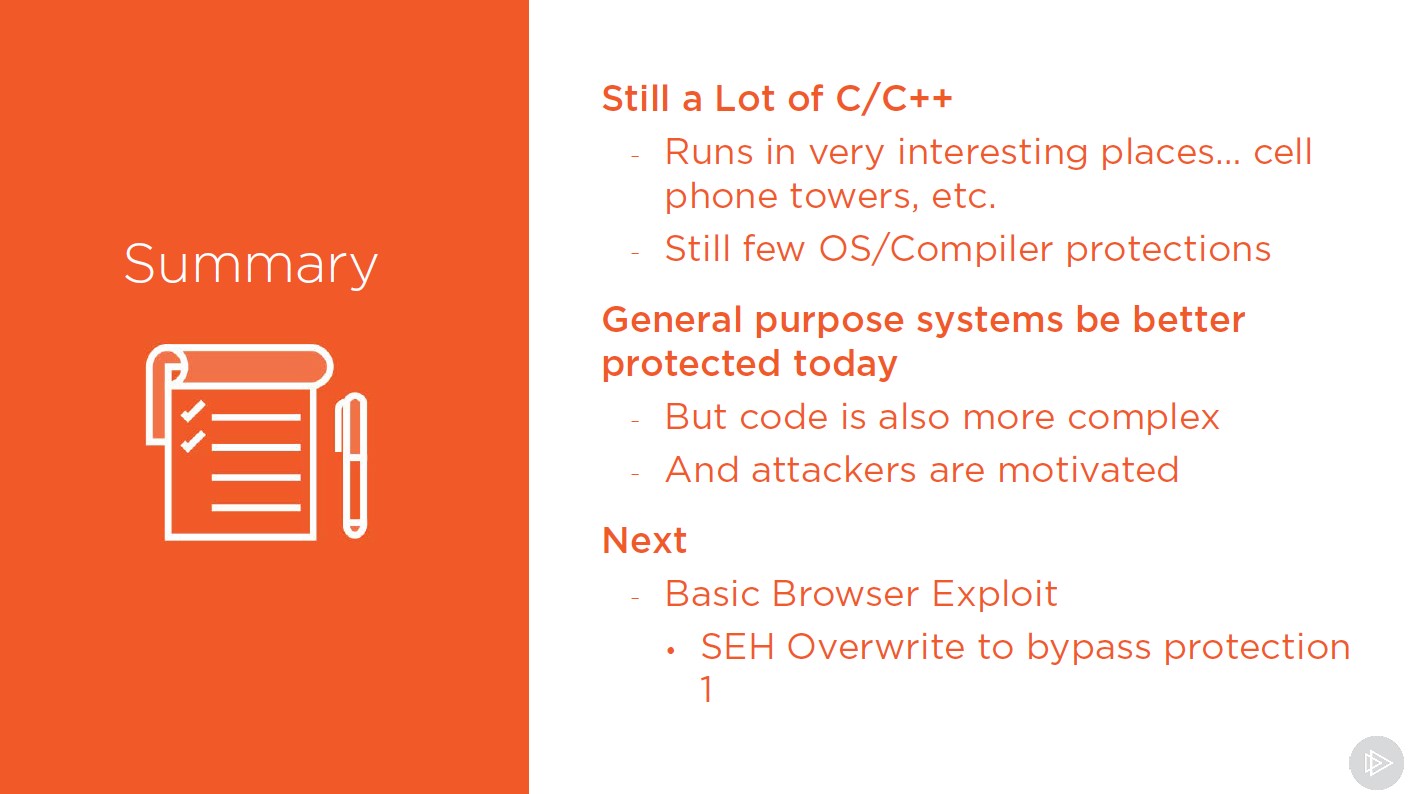 Summary
Still a Lot of C/C++
- Runs in very interesting places... cell
phone towers, etc.
- Still few OS/Compiler protections
General purpose systems be better
protected today
- But code is also more complex
- And attackers are motivated
Next
- Basic Browser Exploit
• SEH Overwrite to bypass protection
1